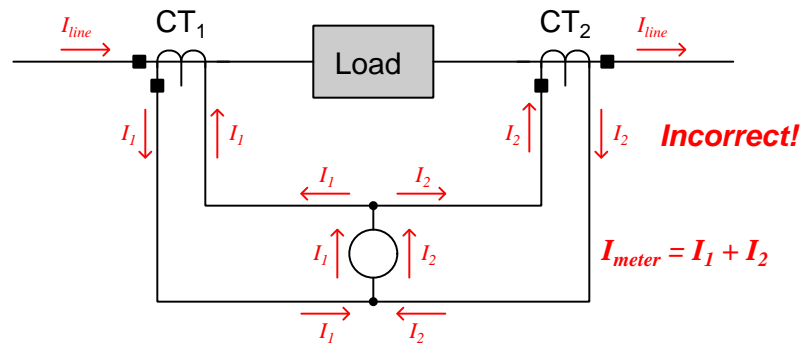 CT₁
CT₂
I_line
I_line
Load
I₁
I₁
I₂
I₂
Incorrect!
I₁
I₂
I₁
I₂
I_meter = I₁ + I₂
I₁
I₂